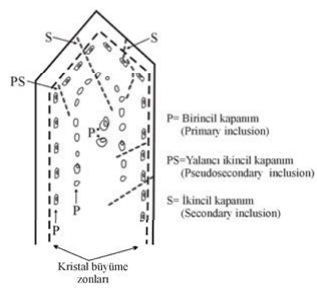 S
S
PS
P
P
P
P= Birincil kapanım
(Primary inclusion)
PS=Yalancı ikincil kapanım
(Pseudosecondary inclusion)
S= İkincil kapanım
(Secondary inclusion)
Kristal büyüme
zonları